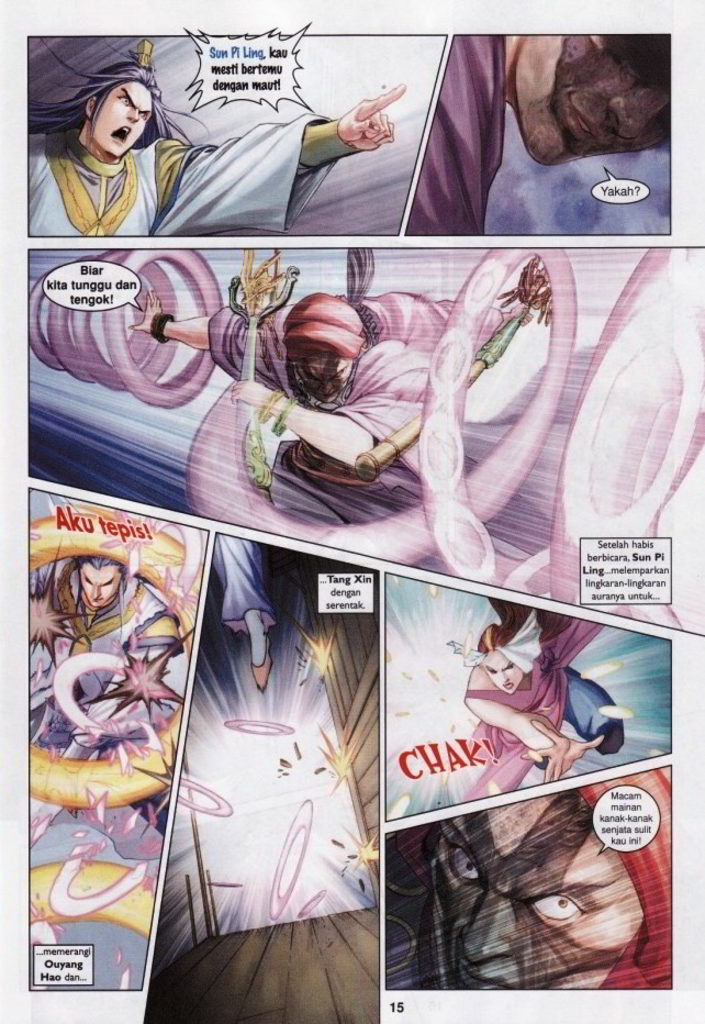 Sun Pi Ling, kau
mesti bertemu
dengan maut!
Yakah?
Biar
kita tunggu dan
tengok!
Setelah habis
berbicara, Sun Pi
Ling...melemparkan
lingkaran-lingkaran
auranya untuk...
Aku tepis!
...memerangi
Ouyang
Hao dan...
...Tang Xin
dengan
serentak.
CHAK!
Macam
mainan
kanak-kanak
senjata sulit
kau ini!
15